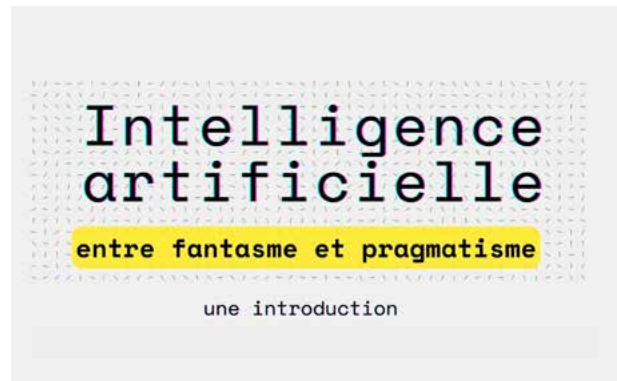 Intelligence
artificielle
entre fantasme et pragmatisme
une introduction